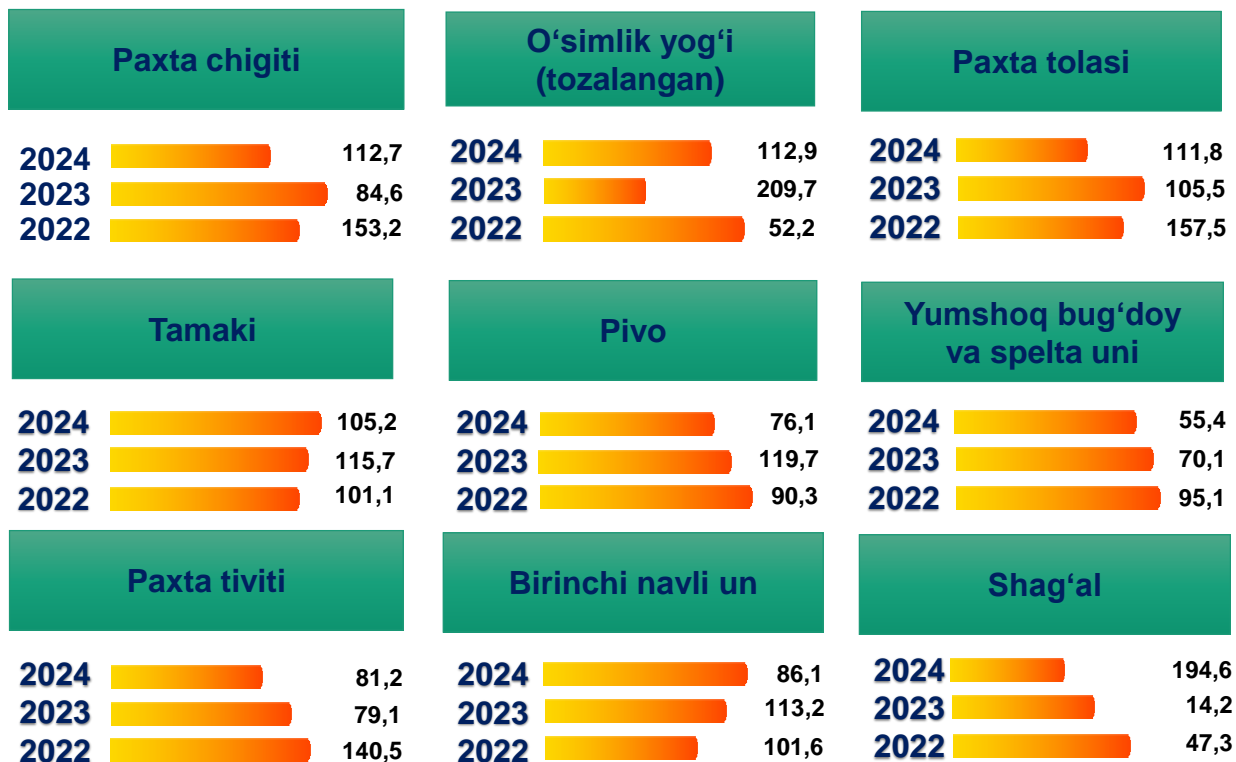 Paxta chigiti
2024 112,7
2023 84,6
2022 153,2
O‘simlik yog‘i
(tozalangan)
2024 112,9
2023 209,7
2022 52,2
Paxta tolasi
2024 111,8
2023 105,5
2022 157,5
Tamaki
2024 105,2
2023 115,7
2022 101,1
Pivo
2024 76,1
2023 119,7
2022 90,3
Yumshoq bug‘doy
va spelta uni
2024 55,4
2023 70,1
2022 95,1
Paxta tiviti
2024 81,2
2023 79,1
2022 140,5
Birinchi navli un
2024 86,1
2023 113,2
2022 101,6
Shag‘al
2024 194,6
2023 14,2
2022 47,3